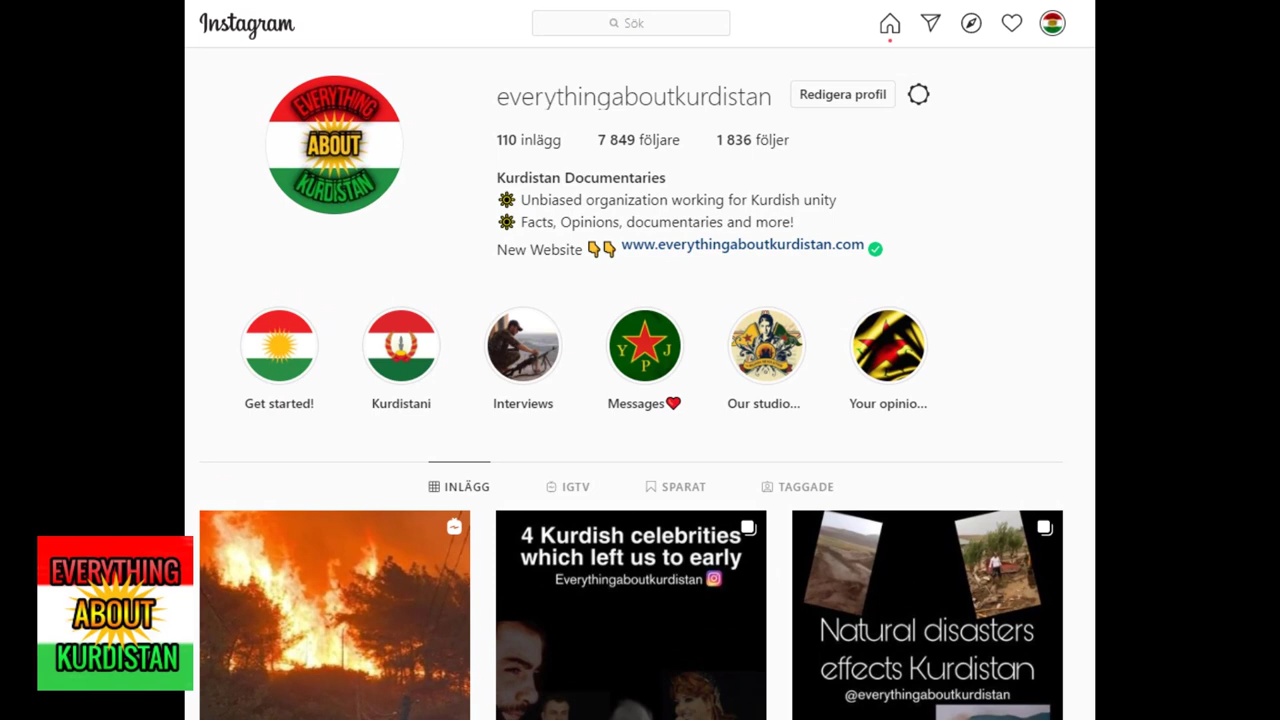 Instagram
Sök
EVERYTHING
ABOUT
KURDISTAN
everythingaboutkurdistan
Redigera profil
110 inlägg 7 849 följare 1 836 följer
Kurdistan Documentaries
Unbiased organization working for Kurdish unity
Facts, Opinions, documentaries and more!
New Website www.everythingaboutkurdistan.com
Y P J
Get started! Kurdistani Interviews Messages Our studio... Your opinio...
INLÄGG IGTV SPARAT TAGGADE
4 Kurdish celebrities
which left us to early
Everythingaboutkurdistan
Natural disasters
effects Kurdistan
@everythingaboutkurdistan
EVERYTHING
ABOUT
KURDISTAN